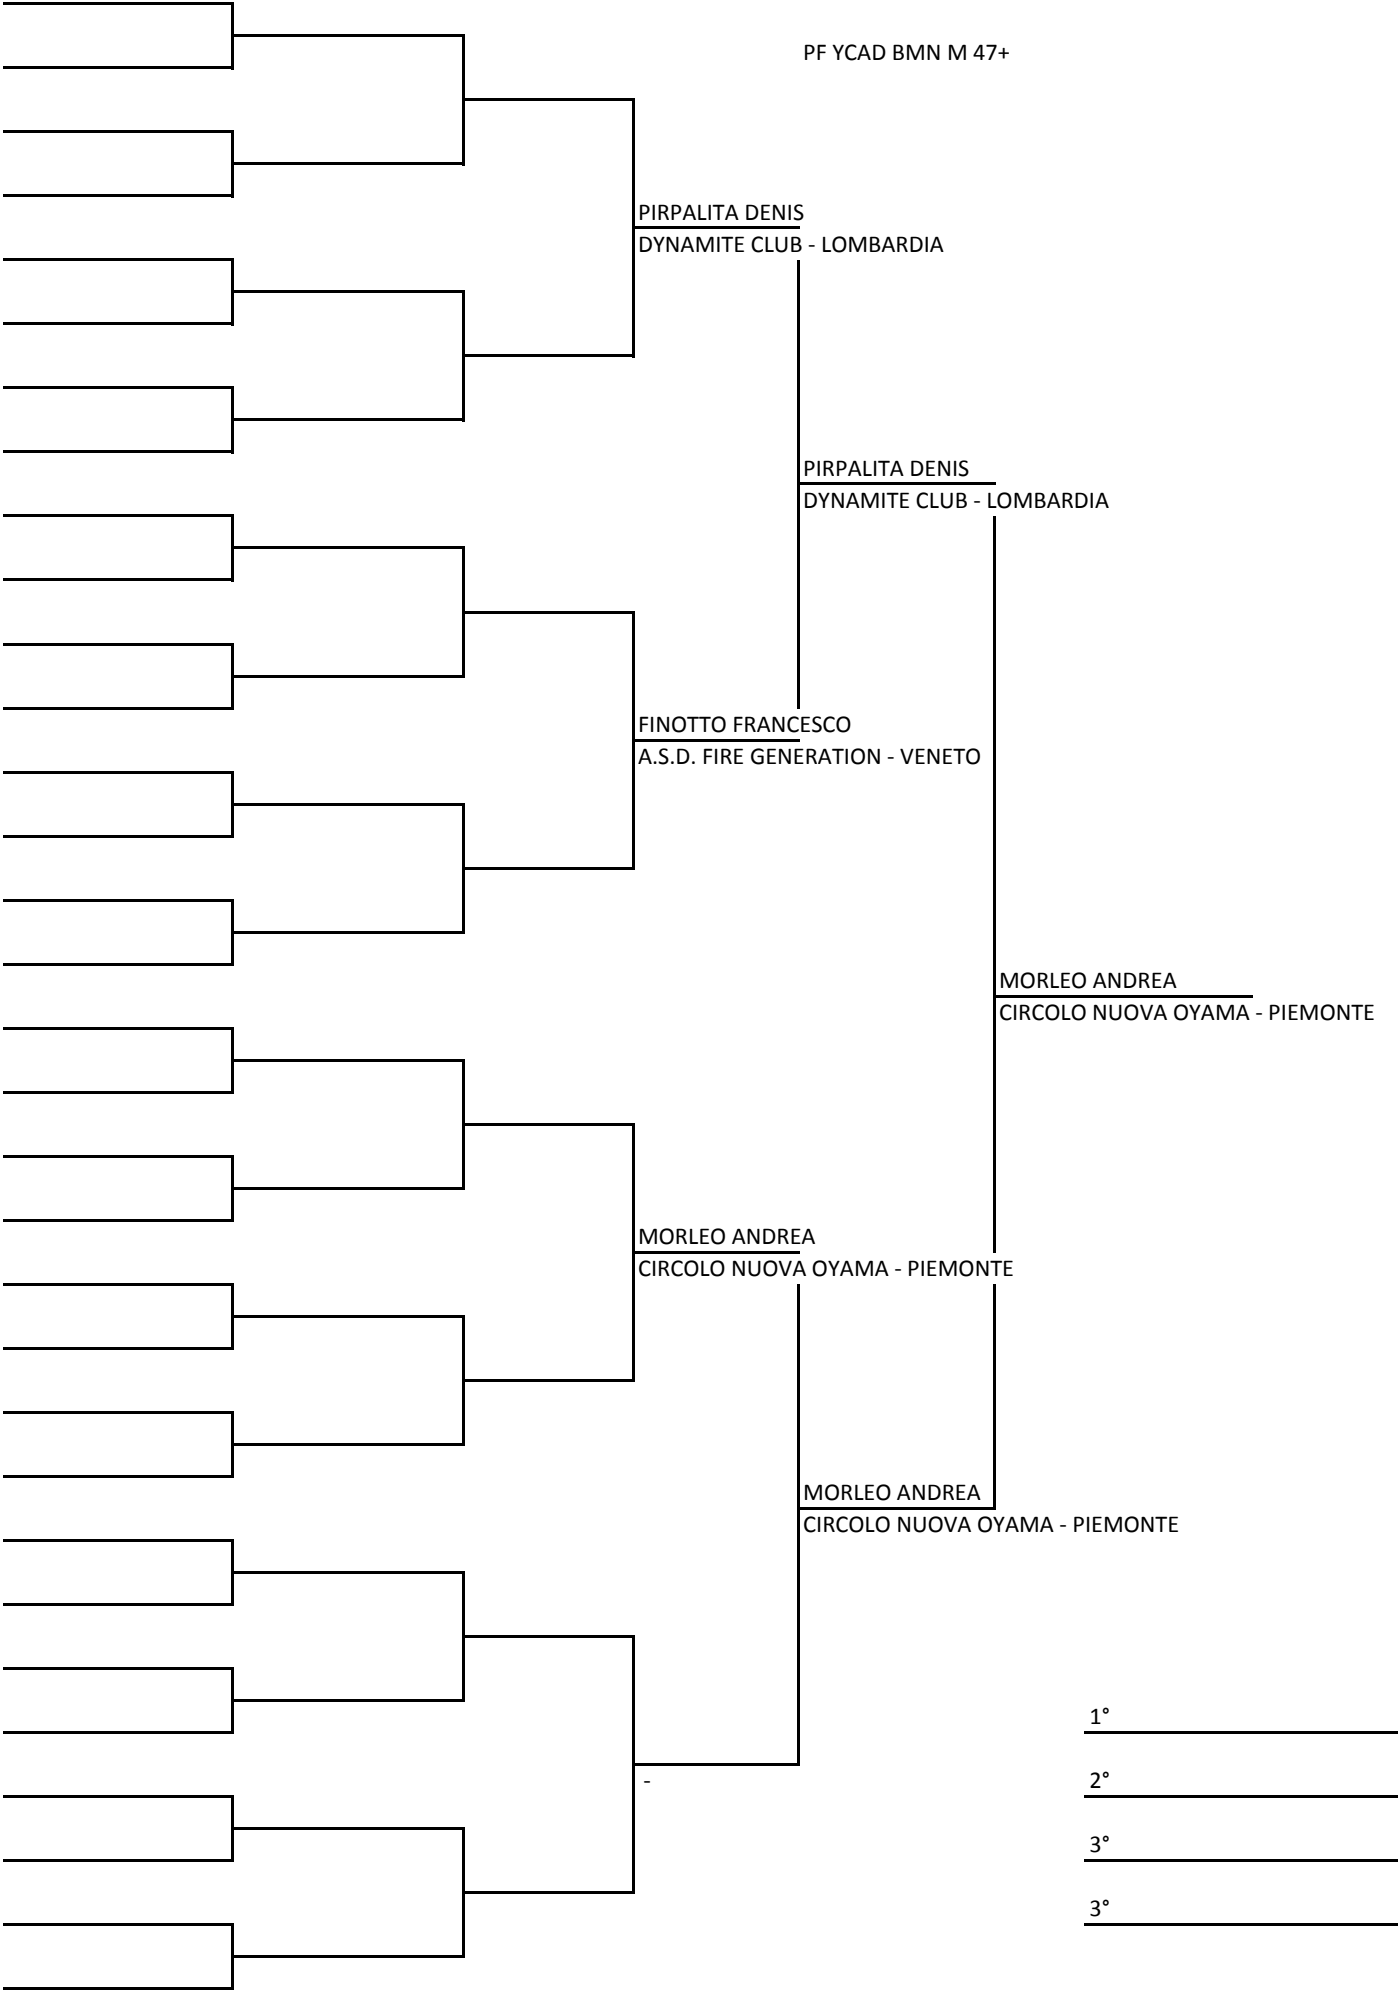 PF YCAD BMN M 47+
PIRPALITA DENIS
DYNAMITE CLUB - LOMBARDIA
PIRPALITA DENIS
DYNAMITE CLUB - LOMBARDIA
FINOTTO FRANCESCO
A.S.D. FIRE GENERATION - VENETO
MORLEO ANDREA
CIRCOLO NUOVA OYAMA - PIEMONTE
MORLEO ANDREA
CIRCOLO NUOVA OYAMA - PIEMONTE
MORLEO ANDREA
CIRCOLO NUOVA OYAMA - PIEMONTE
1°
-
2°
3°
3°